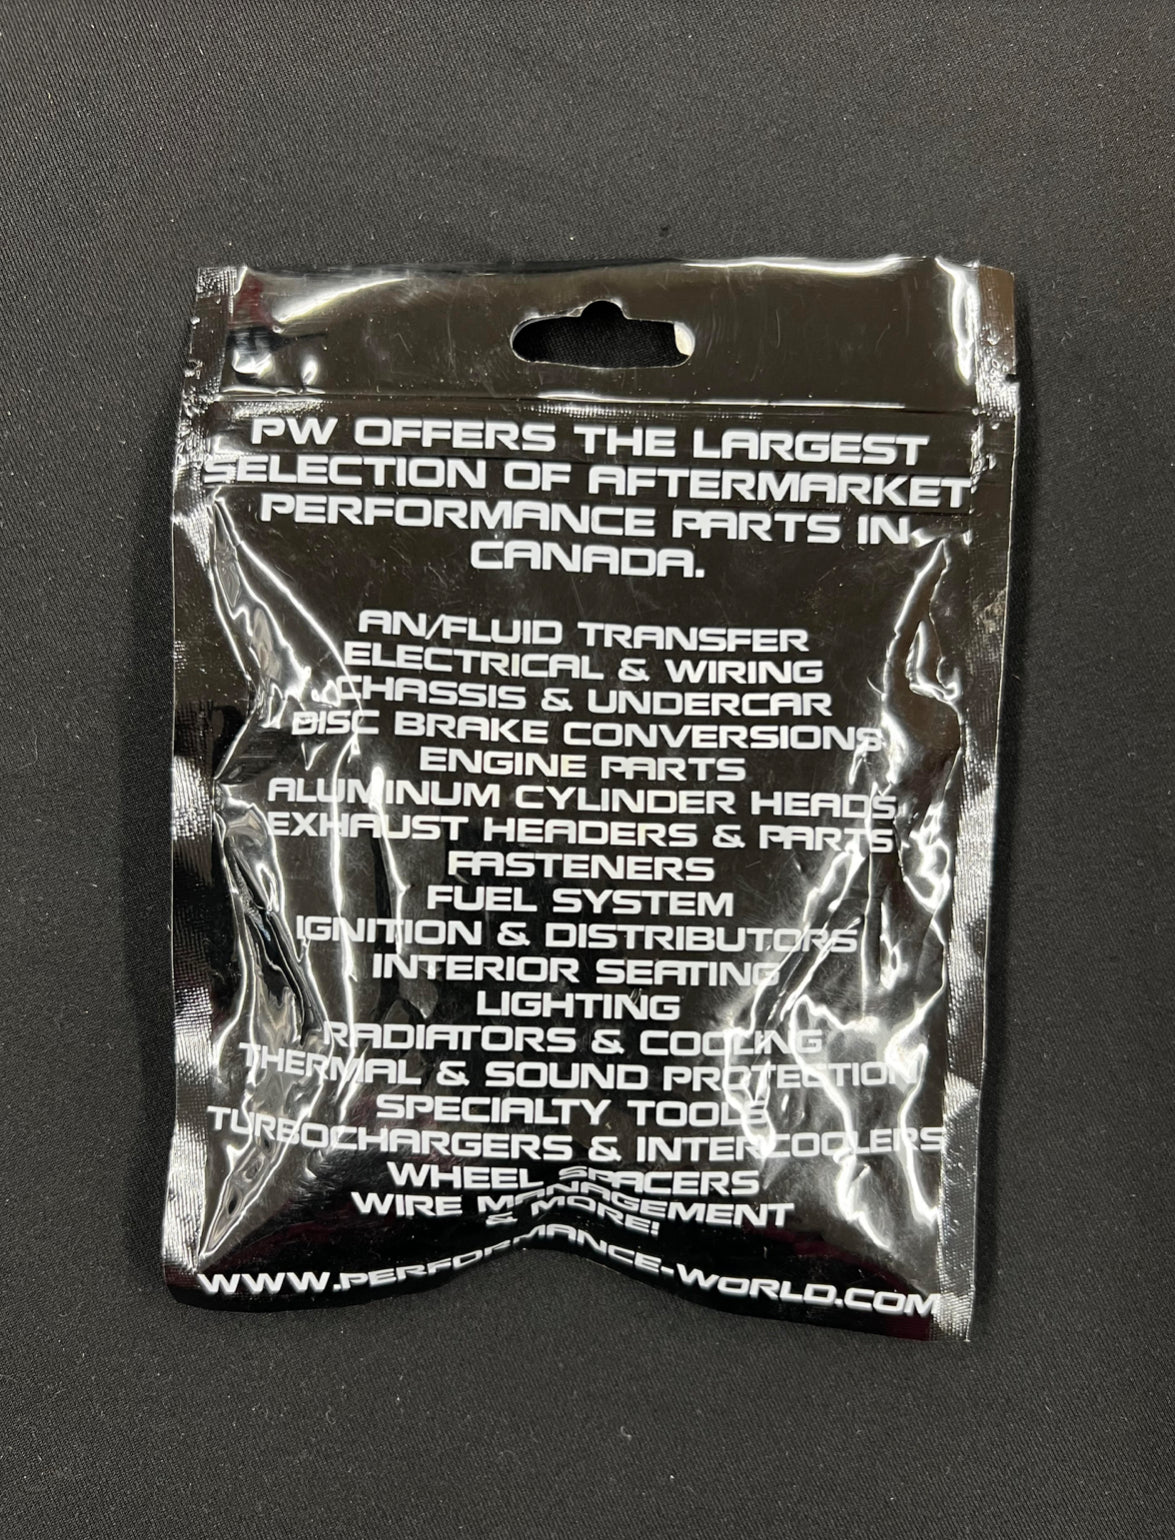 PW OFFERS THE LARGEST
SELECTION OF AFTERMARKET
PERFORMANCE PARTS IN
CANADA.
AN/FLUID TRANSFER
ELECTRICAL & WIRING
CHASSIS & UNDERCAR
DISC BRAKE CONVERSIONS
ENGINE PARTS
ALUMINUM CYLINDER HEADS
EXHAUST HEADERS & PARTS
FASTENERS
FUEL SYSTEM
IGNITION & DISTRIBUTORS
INTERIOR SEATING
LIGHTING
RADIATORS & COOLING
THERMAL & SOUND PROTECTION
SPECIALTY TOOLS
TURBOCHARGERS & INTERCOOLERS
WHEEL SPACERS
WIRE MANAGEMENT
& MORE!
WWW.PERFORMANCE-WORLD.COM